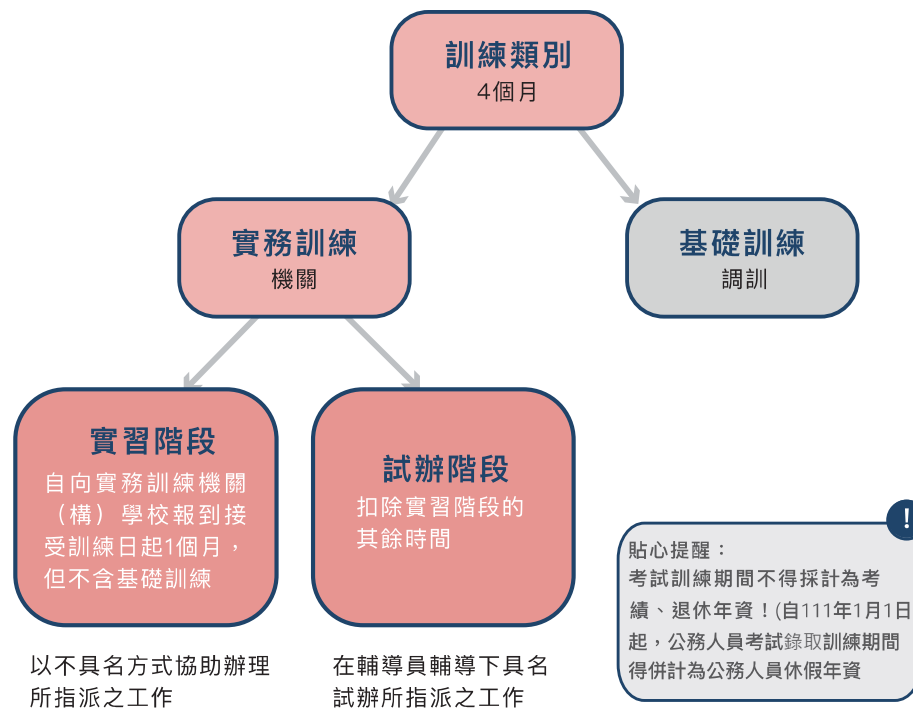 訓練類別
4個月
實務訓練
機關
基礎訓練
調訓
實習階段
自向實務訓練機關
（構）學校報到接
受訓練日起1個月，
但不含基礎訓練
試辦階段
扣除實習階段的
其餘時間
以不具名方式協助辦理
所指派之工作
在輔導員輔導下具名
試辦所指派之工作
!
貼心提醒：
考試訓練期間不得採計為考
績、退休年資！(自111年1月1日
起，公務人員考試錄取訓練期間
得併計為公務人員休假年資